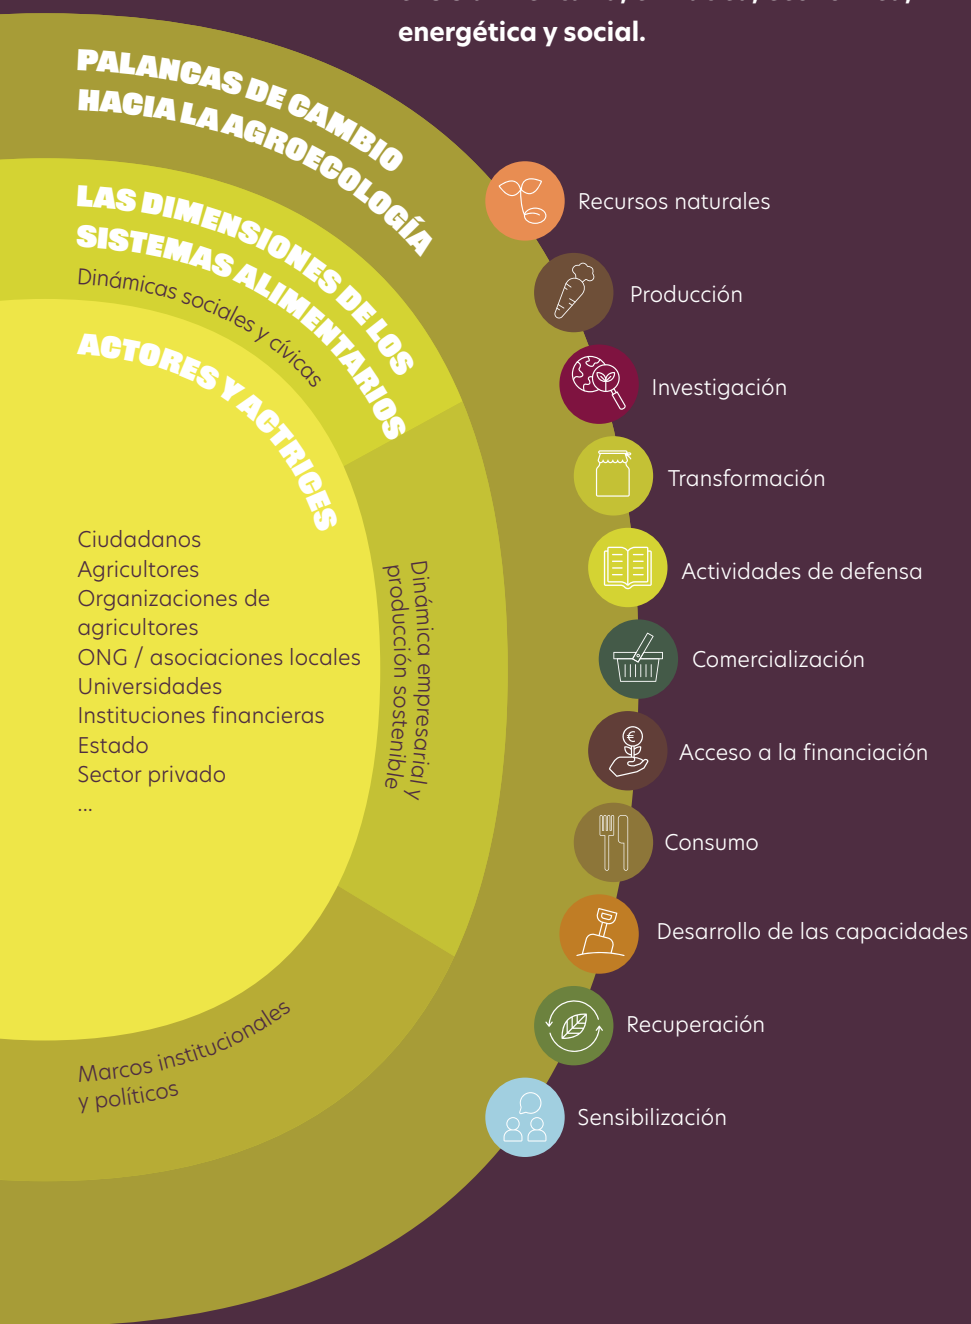 energética y social.
PALANCAS DE CAMBIO
HACIA LA AGROECOLOGÍA
LAS DIMENSIONES DE LOS
SISTEMAS ALIMENTARIOS
Dinámicas sociales y cívicas
ACTORES Y ACTRICES
Ciudadanos
Agricultores
Organizaciones de
agricultores
ONG / asociaciones locales
Universidades
Instituciones financieras
Estado
Sector privado
...
Dinámica empresarial y
producción sostenible
Marcos institucionales
y políticos
Recursos naturales
Producción
Investigación
Transformación
Actividades de defensa
Comercialización
€
Acceso a la financiación
Consumo
Desarrollo de las capacidades
Recuperación
Sensibilización